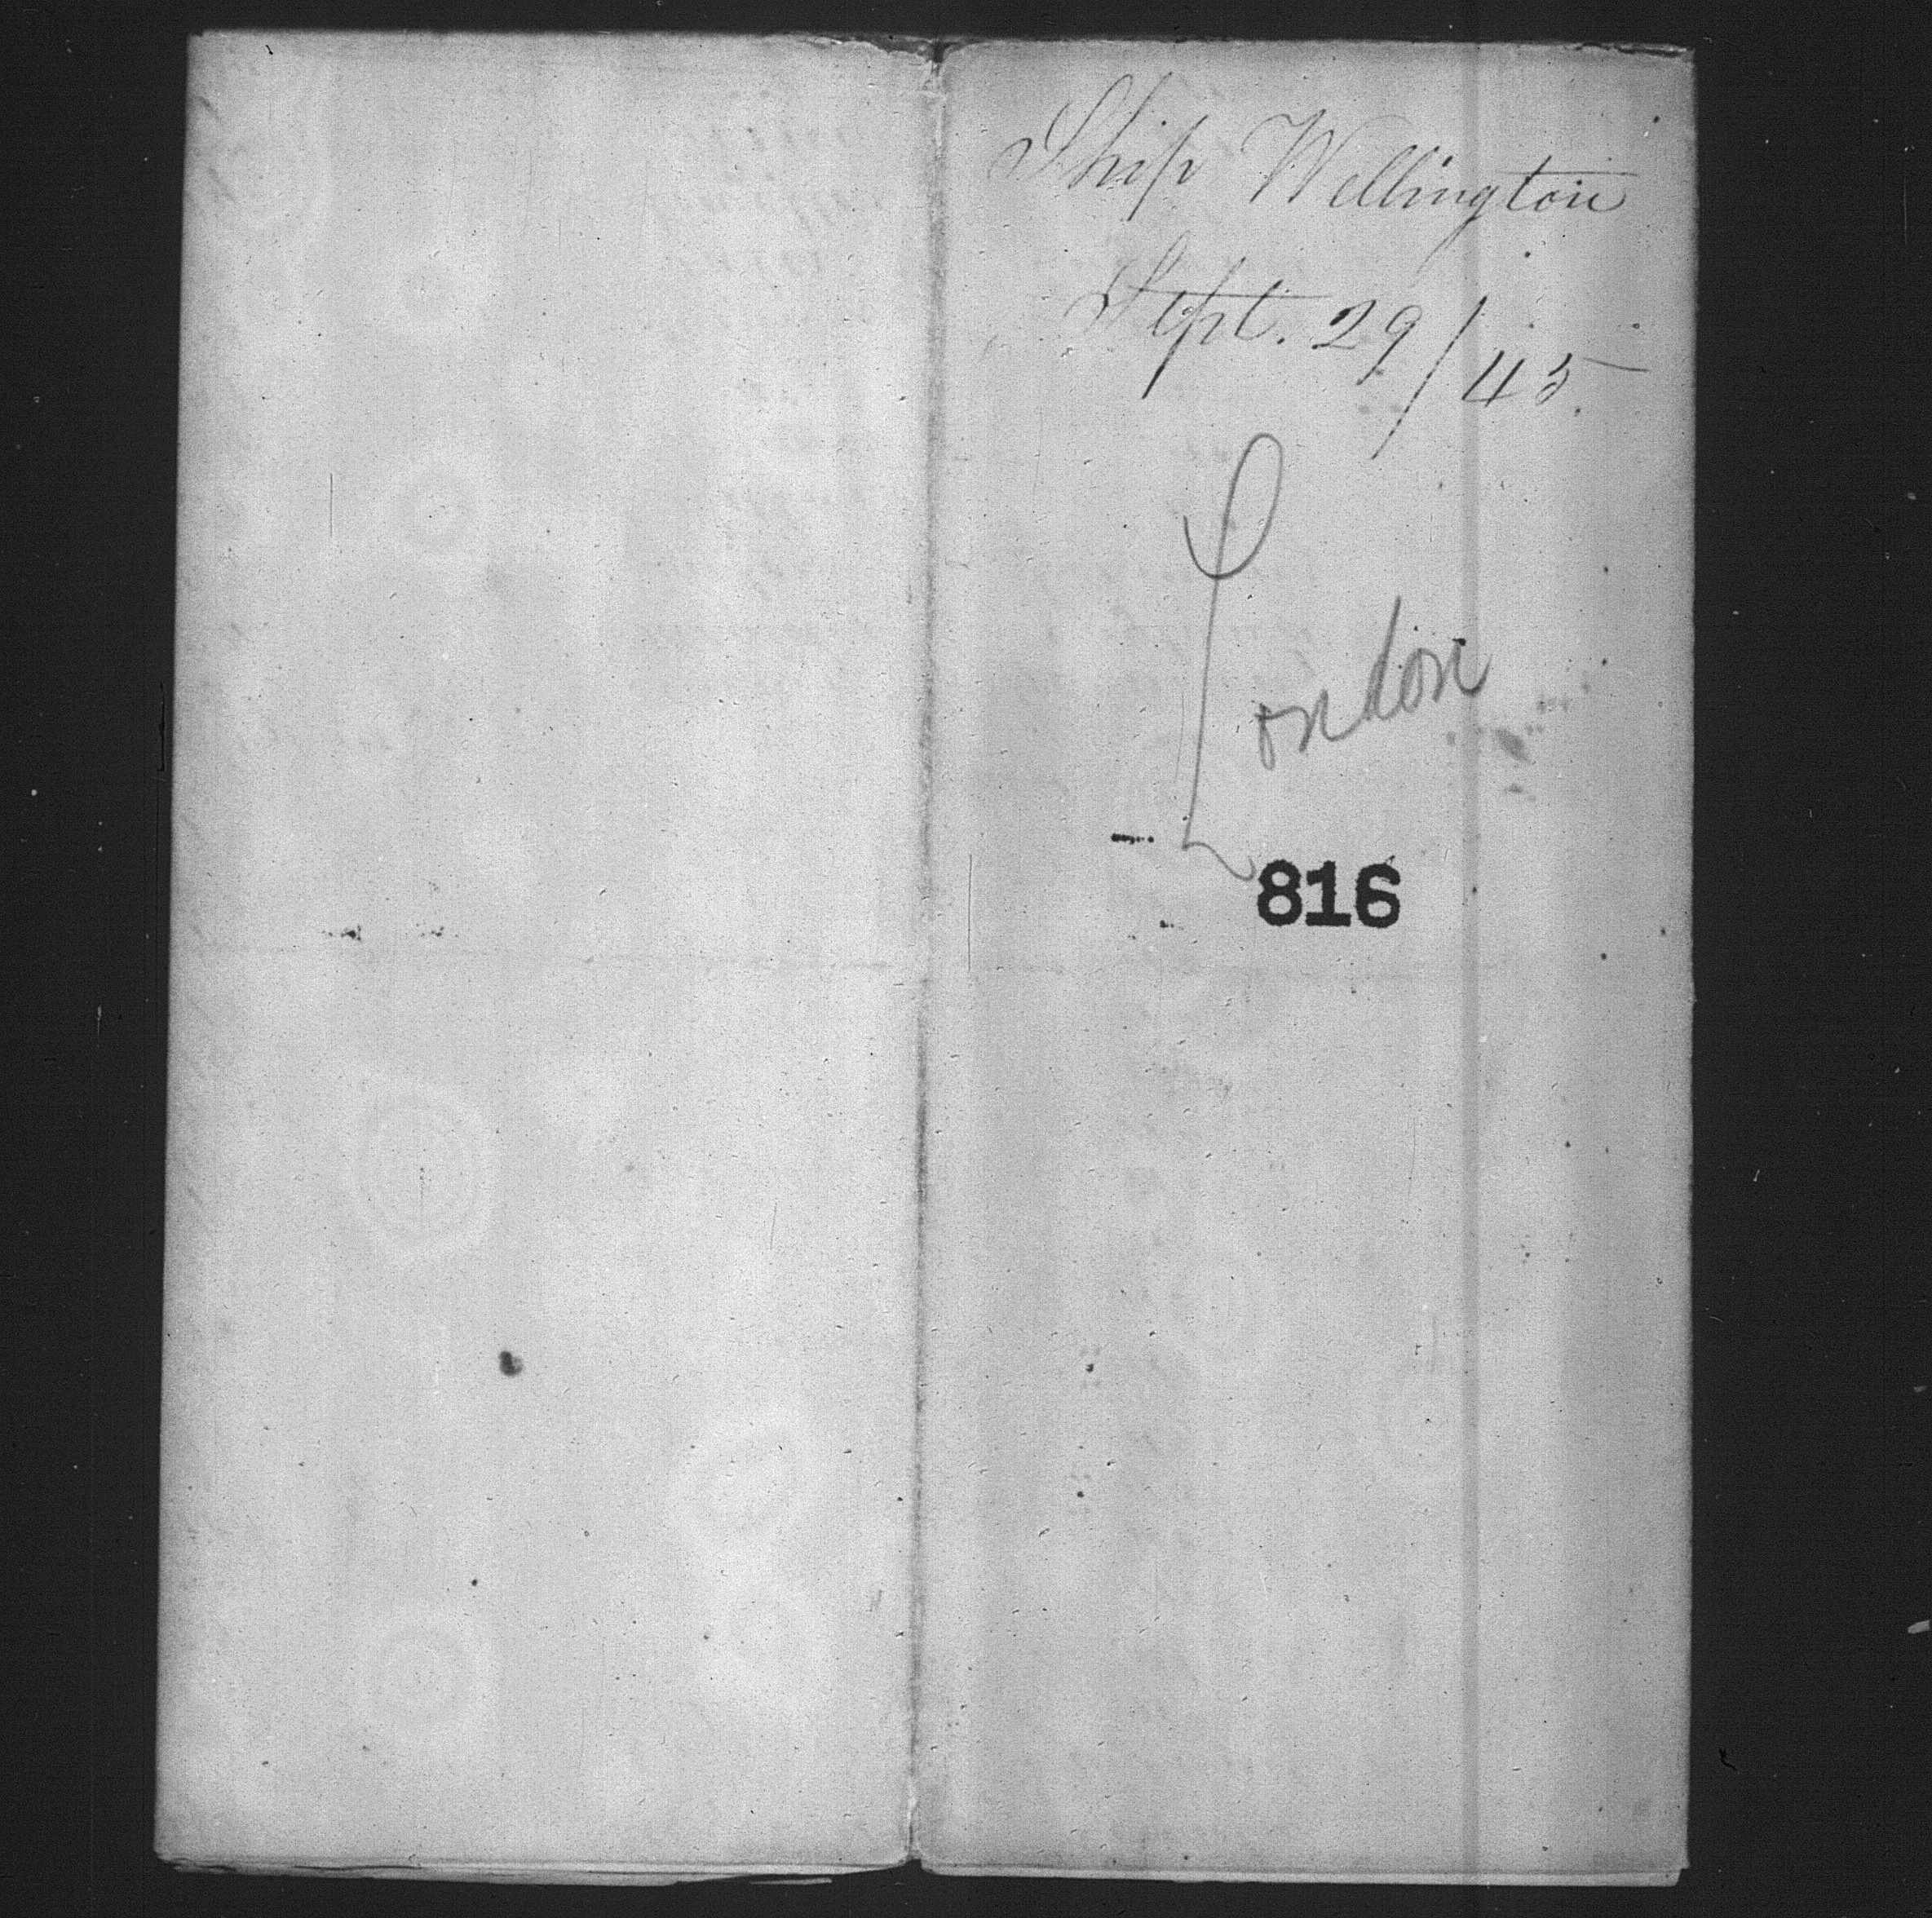 Ship Wellington
Sept. 29/45.
London
816